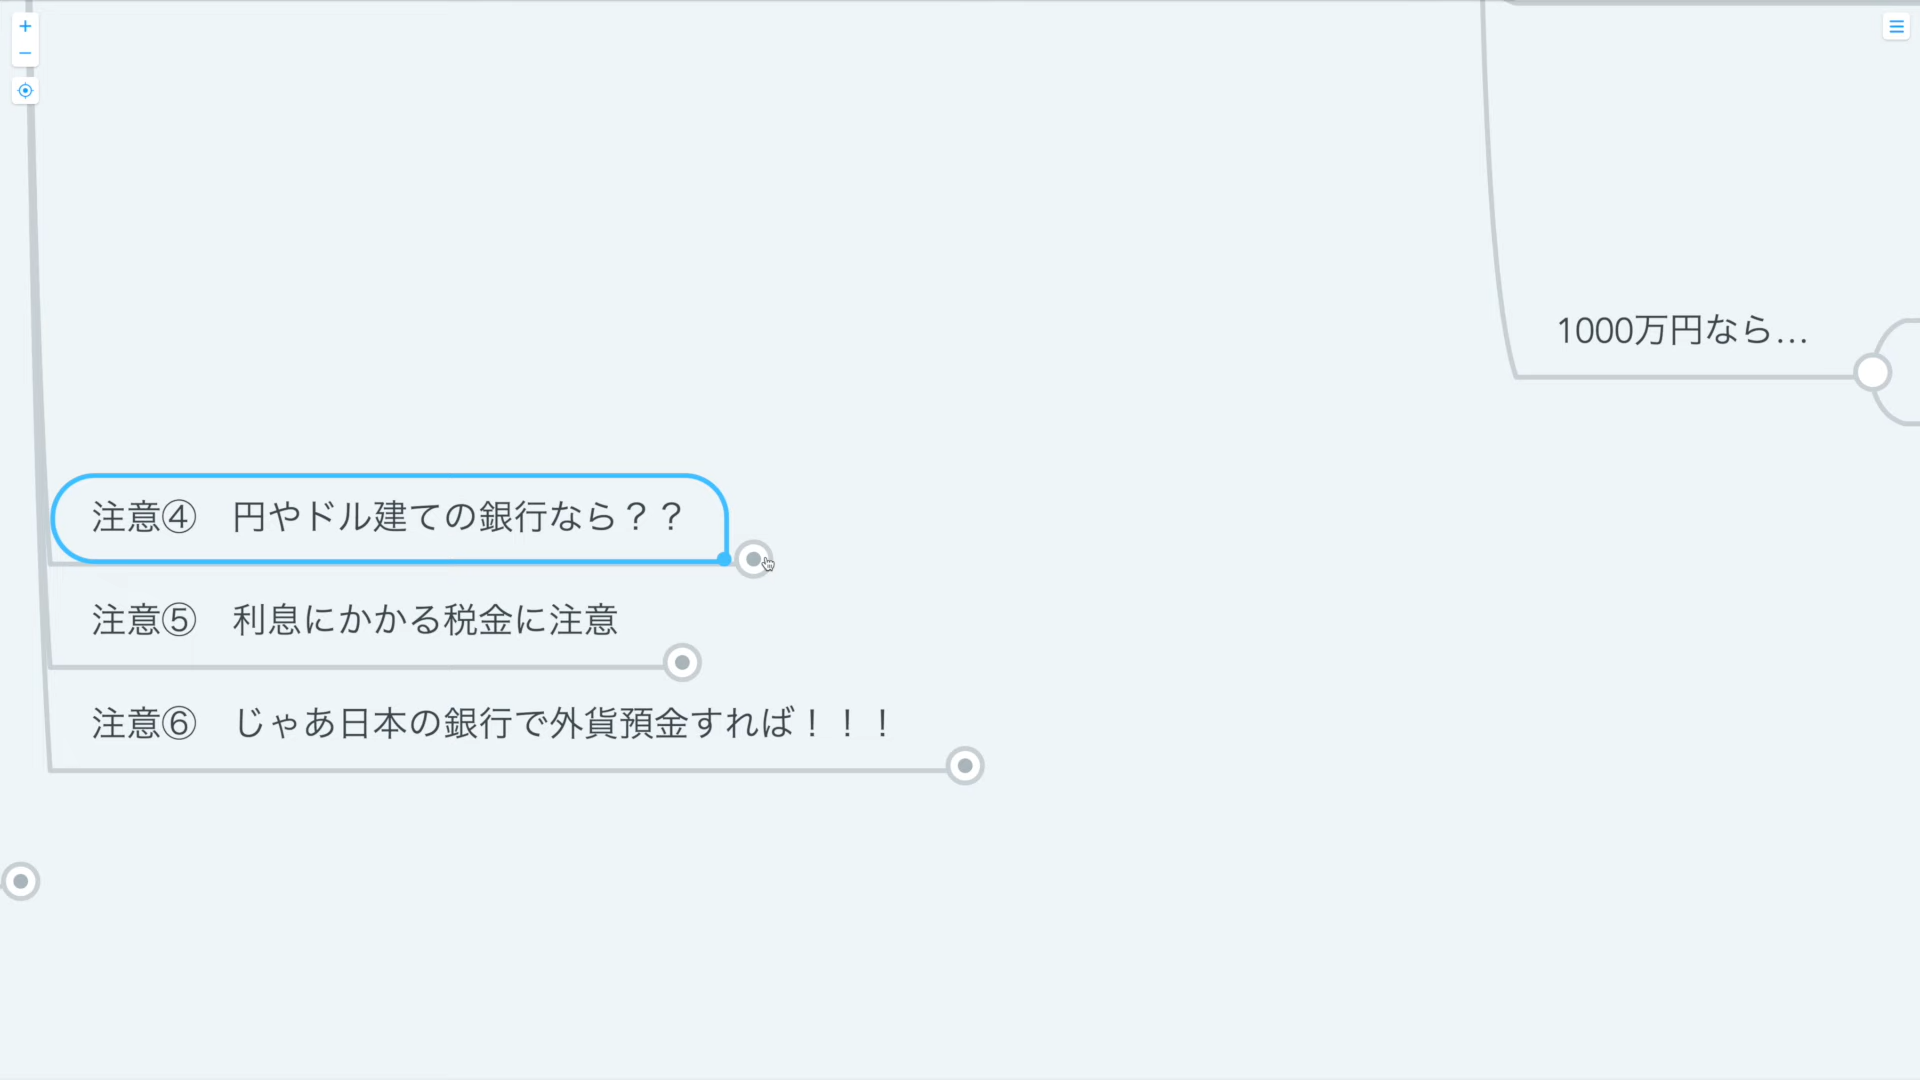 1000万円なら…
注意④　円やドル建ての銀行なら？？
注意⑤　利息にかかる税金に注意
注意⑥　じゃあ日本の銀行で外貨預金すれば！！！